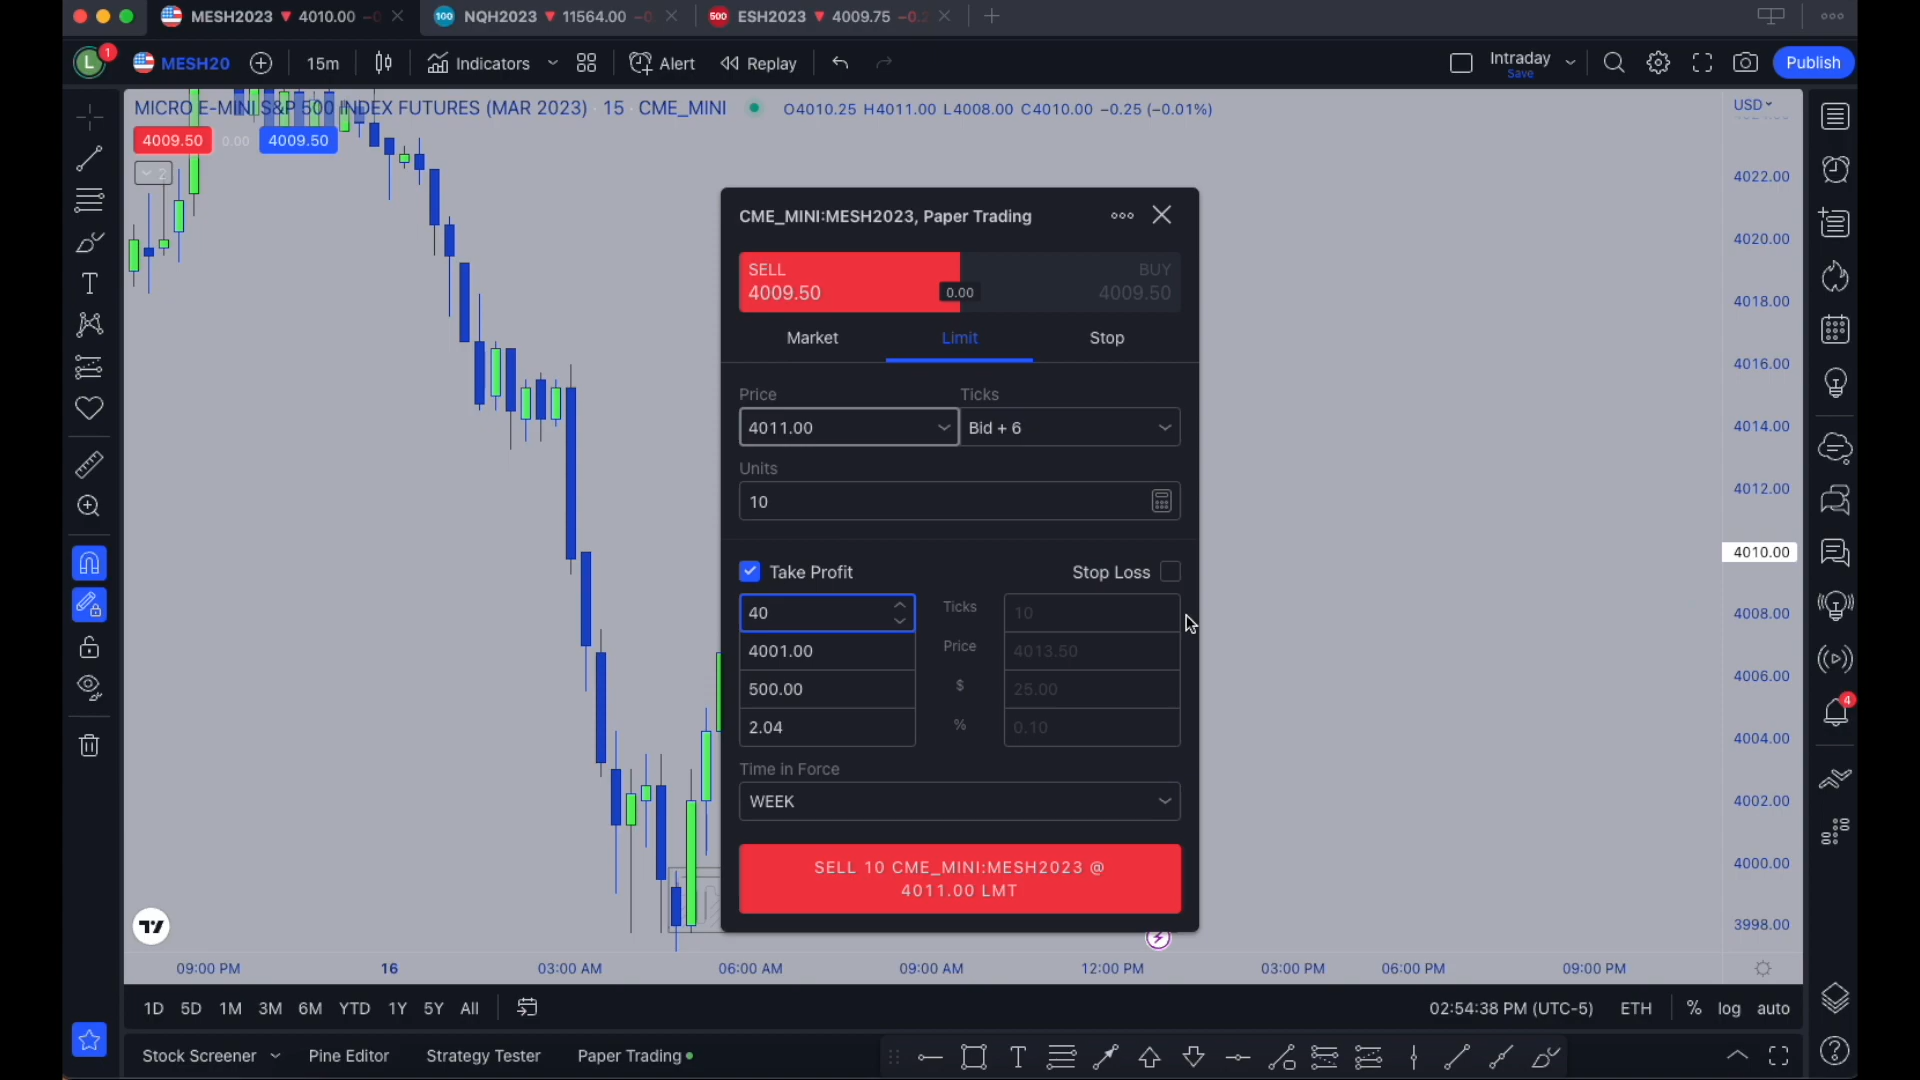 MESH2023 ▼ 4010.00 −0
NQH2023 ▼ 11564.00 −0
ESH2023 ▼ 4009.75 −0.2
100
500
L
1
MESH20
15m
Indicators
Alert
Replay
Intraday
Save
Publish
MICRO E-MINI S&P 500 INDEX FUTURES (MAR 2023) · 15 · CME_MINI
O4010.25 H4011.00 L4008.00 C4010.00 −0.25 (−0.01%)
USD
4009.50
0.00
4009.50
2
4022.00
4020.00
4018.00
4016.00
4014.00
4012.00
4010.00
4008.00
4006.00
4004.00
4002.00
4000.00
3998.00
CME_MINI:MESH2023, Paper Trading
SELL
4009.50
0.00
BUY
4009.50
Market
Limit
Stop
Price
Ticks
4011.00
Bid + 6
Units
10
Take Profit
Stop Loss
40
Ticks
10
4001.00
Price
4013.50
500.00
$
25.00
2.04
%
0.10
Time in Force
WEEK
SELL 10 CME_MINI:MESH2023 @
4011.00 LMT
4
09:00 PM
16
03:00 AM
06:00 AM
09:00 AM
12:00 PM
03:00 PM
06:00 PM
09:00 PM
1D
5D
1M
3M
6M
YTD
1Y
5Y
All
02:54:38 PM (UTC-5)
ETH
%
log
auto
Stock Screener
Pine Editor
Strategy Tester
Paper Trading